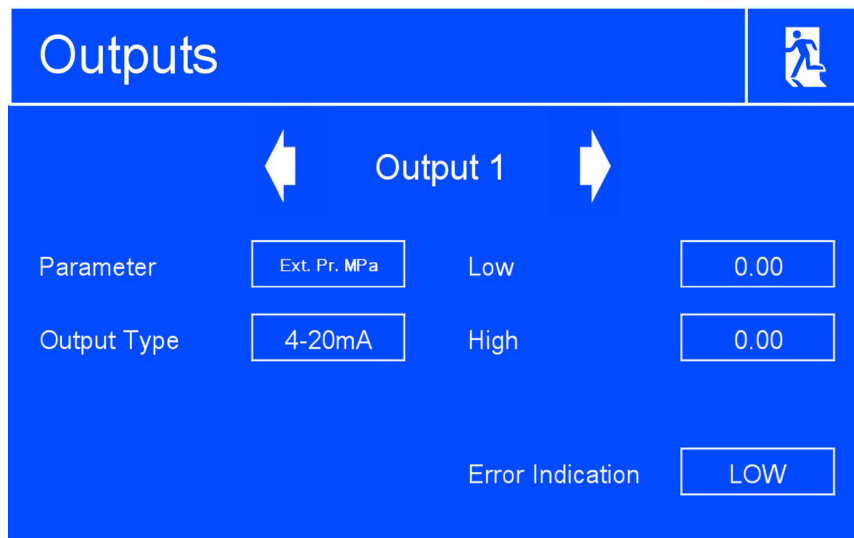 Outputs
Output 1
Parameter
Ext. Pr. MPa
Low
0.00
Output Type
4-20mA
High
0.00
Error Indication
LOW